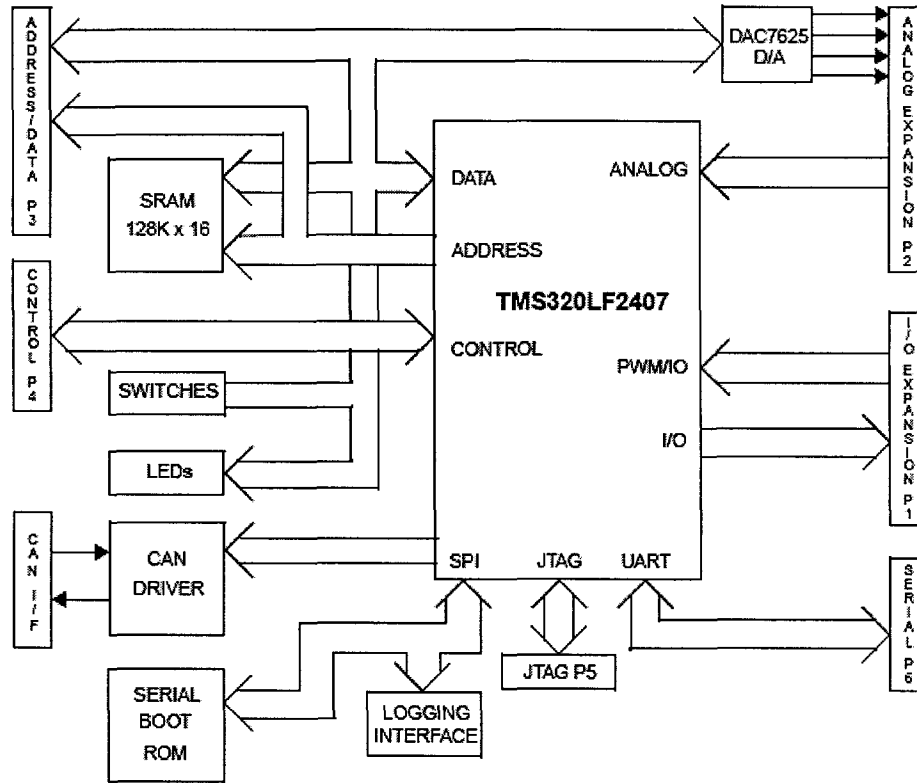 ADDRESS/DATA P3
DAC7625
D/A
ANALOG EXPANSION P2
SRAM
128K x 16
DATA
ANALOG
ADDRESS
TMS320LF2407
CONTROL P4
CONTROL
PWM/IO
I/O EXPANSION P1
SWITCHES
I/O
LEDs
CAN I/F
CAN
DRIVER
SPI
JTAG
UART
SERIAL P6
SERIAL
BOOT
ROM
LOGGING
INTERFACE
JTAG P5